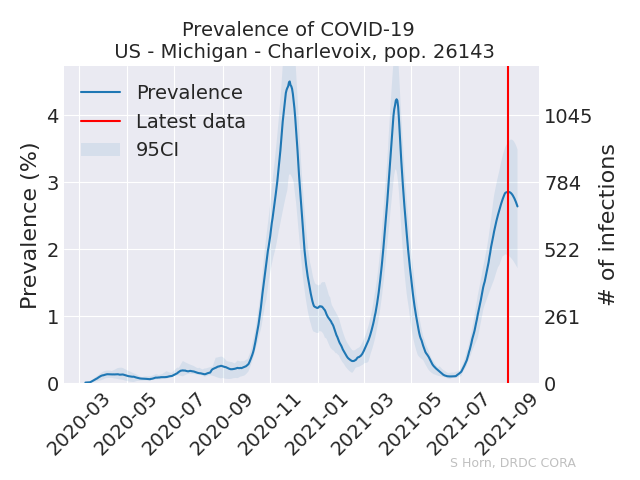 Prevalence of COVID-19
US - Michigan - Charlevoix, pop. 26143
Prevalence
Latest data
95CI
Prevalence (%)
4
3
2
1
0
1045
784
522
261
0
# of infections
2020-03
2020-05
2020-07
2020-09
2020-11
2021-01
2021-03
2021-05
2021-07
2021-09
S Horn, DRDC CORA